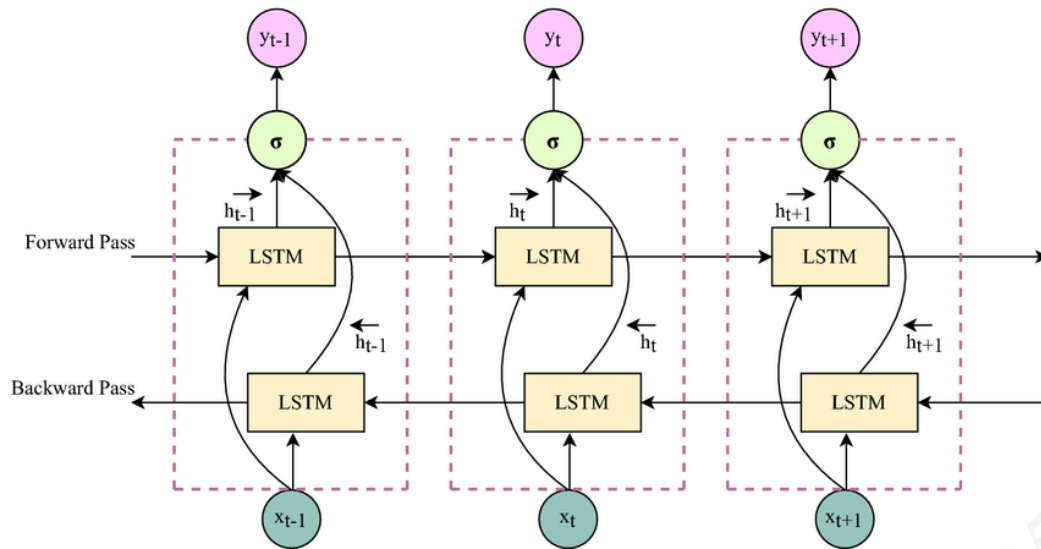 yt-1 yt yt+1
σ σ σ
ht-1 ht ht+1
Forward Pass LSTM LSTM LSTM
ht-1 ht ht+1
Backward Pass LSTM LSTM LSTM
xt-1 xt xt+1